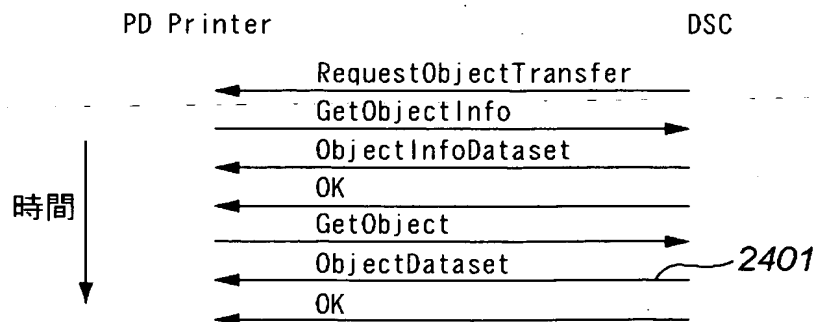 PD Printer DSC
RequestObjectTransfer
GetObjectInfo
ObjectInfoDataset
OK
時間
GetObject
ObjectDataset
2401
OK